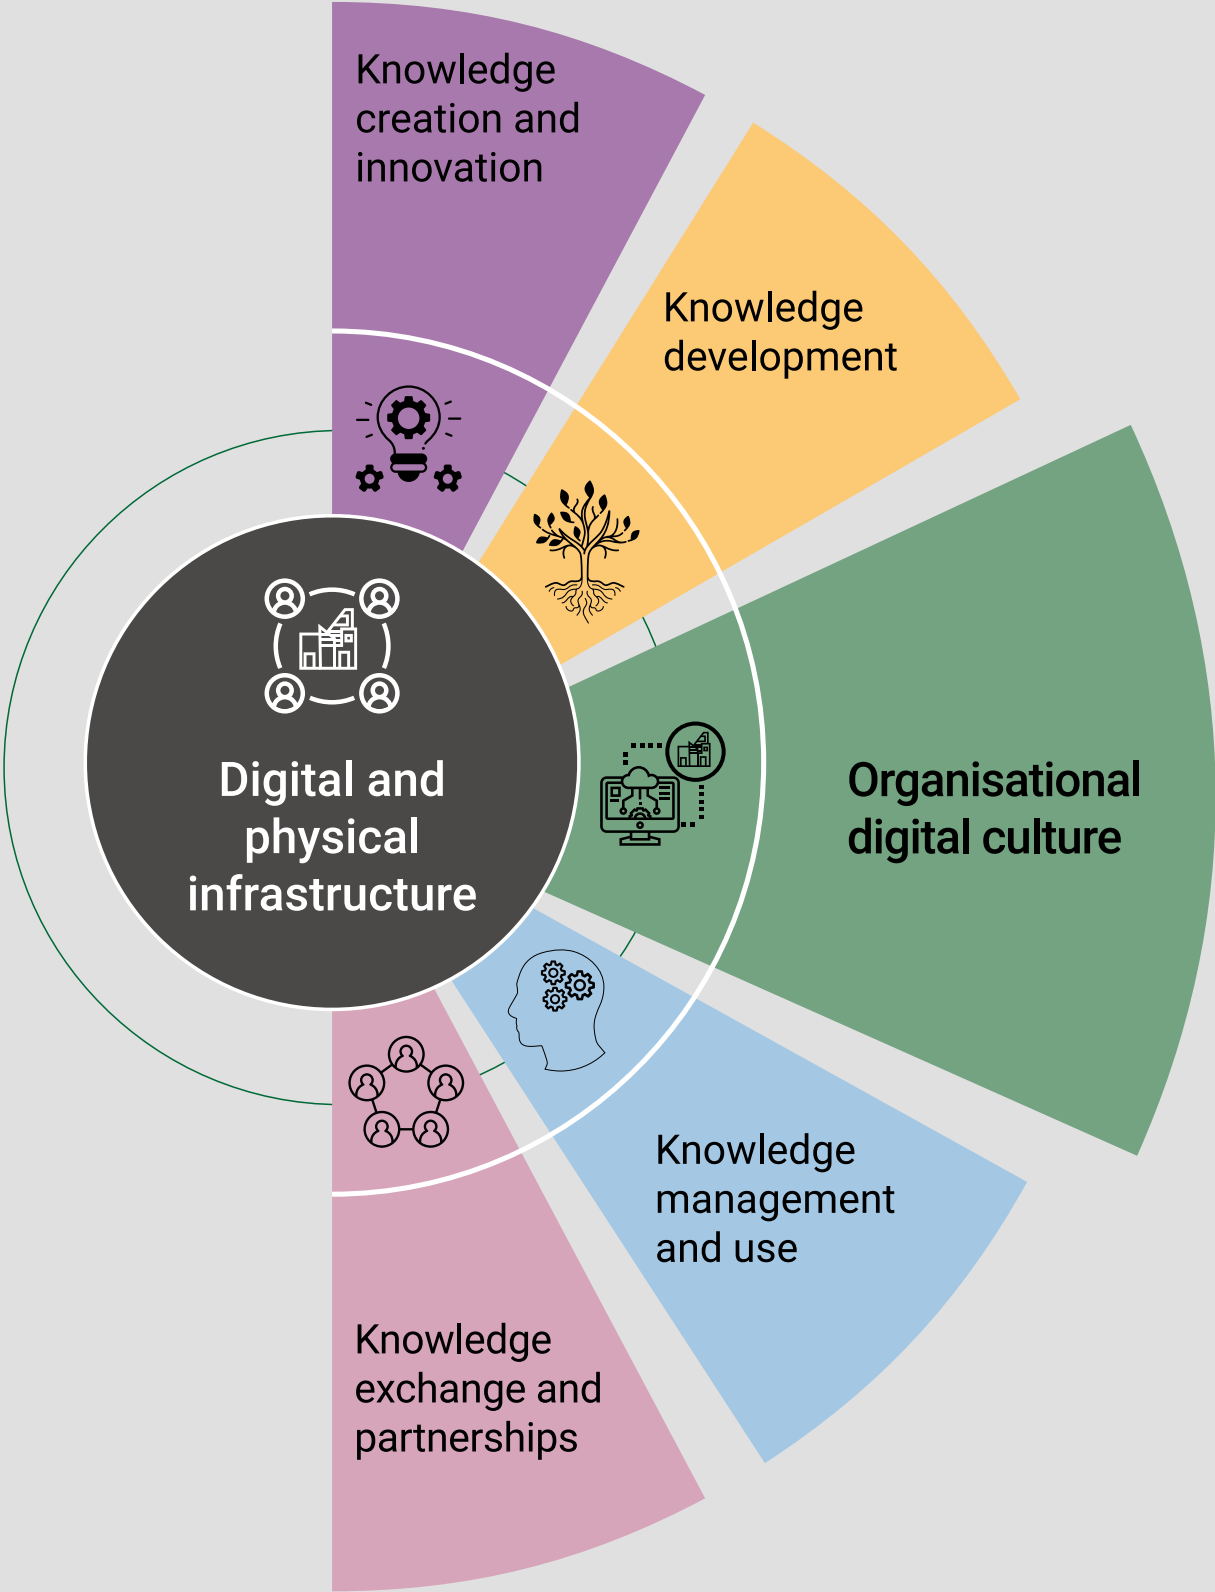 Knowledge
creation and
innovation
Knowledge
development
Digital and
physical
infrastructure
Organisational
digital culture
Knowledge
management
and use
Knowledge
exchange and
partnerships